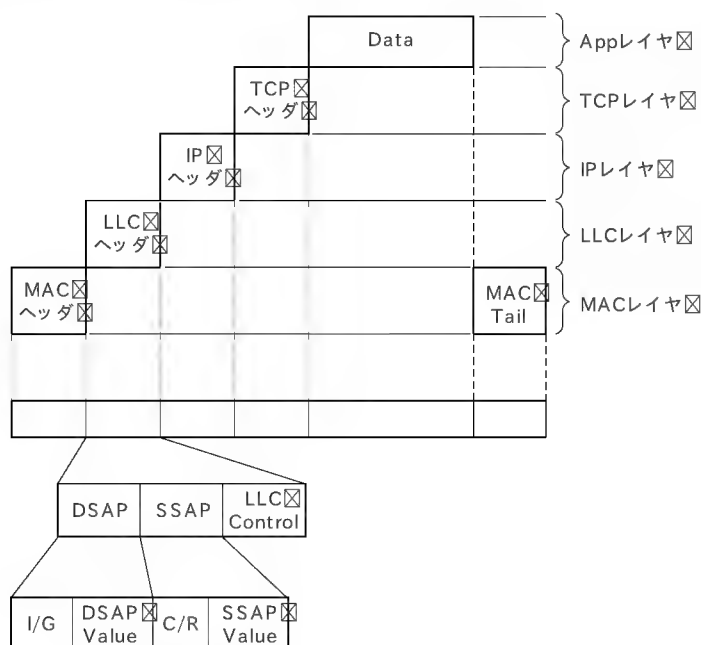 Data
Appレイヤ
TCP
ヘッダ
TCPレイヤ
IP
ヘッダ
IPレイヤ
LLC
ヘッダ
LLCレイヤ
MAC
ヘッダ
MAC
Tail
MACレイヤ
DSAP
SSAP
LLC
Control
I/G
DSAP
Value
C/R
SSAP
Value